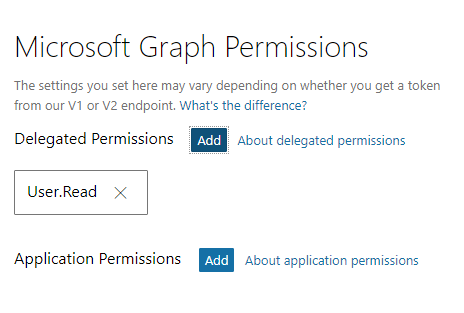 Microsoft Graph Permissions
The settings you set here may vary depending on whether you get a token
from our V1 or V2 endpoint. What's the difference?
Delegated Permissions Add About delegated permissions
User.Read
Application Permissions Add About application permissions